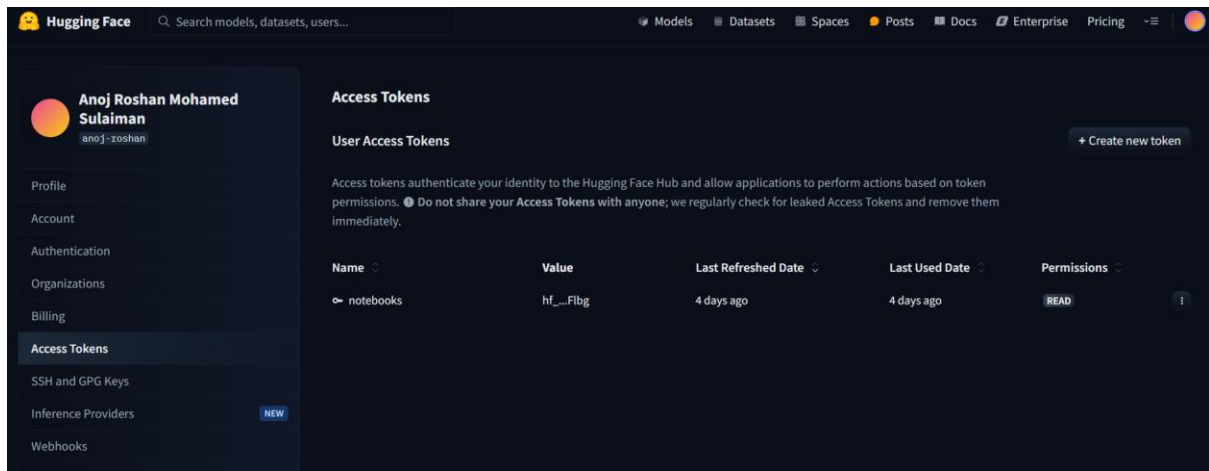 Hugging Face
Search models, datasets, users...
Models
Datasets
Spaces
Posts
Docs
Enterprise
Pricing
Anoj Roshan Mohamed
Sulaiman
anoj-roshan
Profile
Account
Authentication
Organizations
Billing
Access Tokens
SSH and GPG Keys
Inference Providers NEW
Webhooks
Access Tokens
User Access Tokens
+ Create new token
Access tokens authenticate your identity to the Hugging Face Hub and allow applications to perform actions based on token
permissions. Do not share your Access Tokens with anyone; we regularly check for leaked Access Tokens and remove them
immediately.
Name Value Last Refreshed Date Last Used Date Permissions
notebooks hf_...Flbg 4 days ago 4 days ago READ